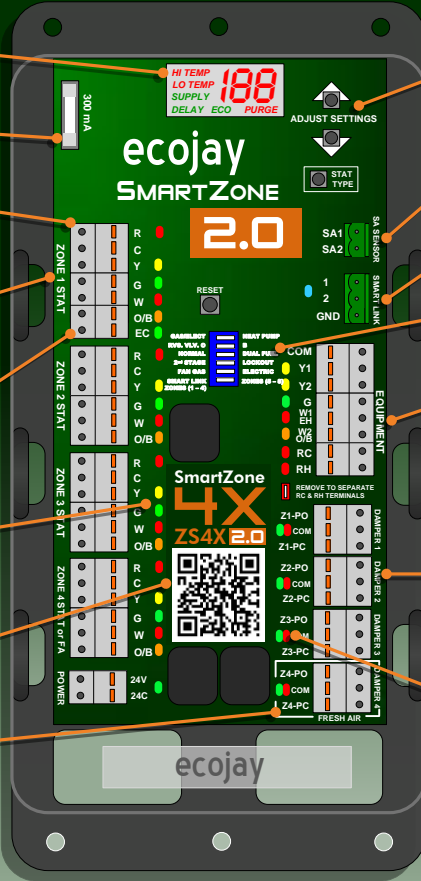 HI TEMP
LO TEMP
SUPPLY
DELAY ECO PURGE
188
300 mA
ADJUST SETTINGS
ecojay
SMARTZONE
2.0
STAT
TYPE
SA1
SA2
SA SENSOR
1
2
GND
SMART LINK
ZONE 1 STAT
R
C
Y
G
W
O/B
EC
RESET
GAS/ELECT HEAT PUMP
RVS. VLV. O B
NORMAL DUAL FUEL
2nd STAGE LOCKOUT
FAN GAS ELECTRIC
SMART LINK ZONES (5 – 8)
ZONES (1 – 4)
ZONE 2 STAT
R
C
Y
G
W
O/B
COM
Y1
Y2
G
W1
EH
W2
O/B
RC
RH
EQUIPMENT
ZONE 3 STAT
R
C
Y
G
W
O/B
SmartZone
4X
ZS4X 2.0
REMOVE TO SEPARATE
RC & RH TERMINALS
Z1-PO
COM
Z1-PC
DAMPER 1
Z2-PO
COM
Z2-PC
DAMPER 2
ZONE 4 STAT or FA
R
C
Y
G
W
O/B
Z3-PO
COM
Z3-PC
DAMPER 3
POWER
24V
24C
Z4-PO
COM
Z4-PC
DAMPER 4
FRESH AIR
ecojay